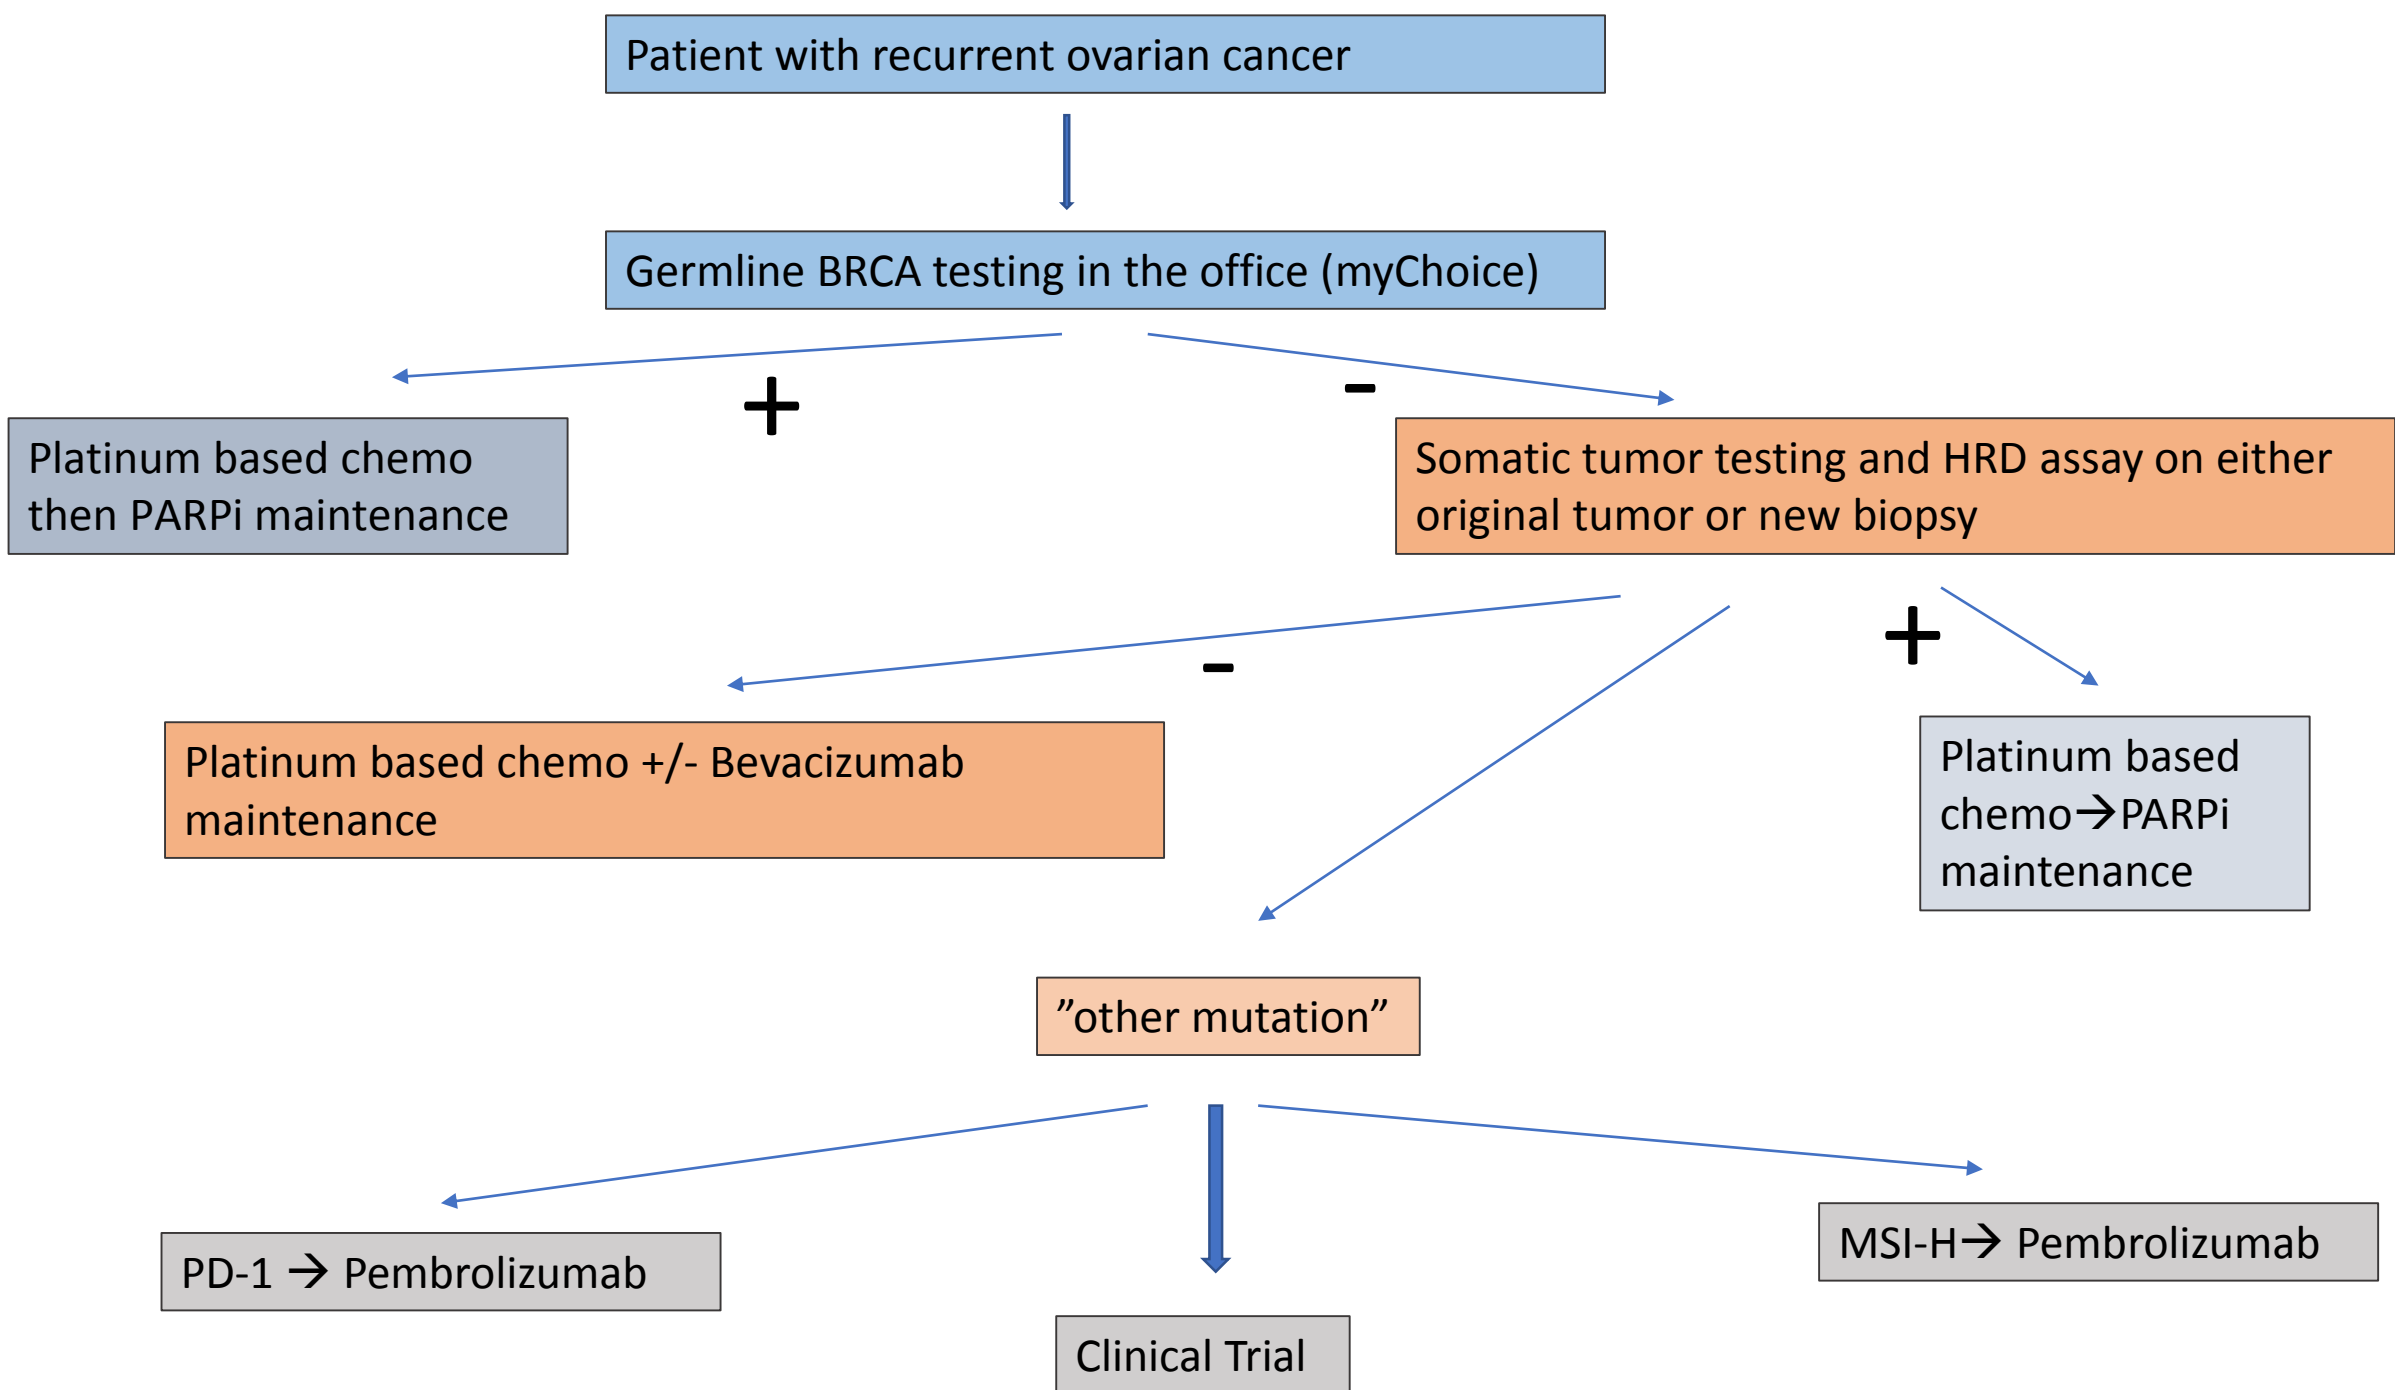 Patient with recurrent ovarian cancer
Germline BRCA testing in the office (myChoice)
+
-
Platinum based chemo
then PARPi maintenance
Somatic tumor testing and HRD assay on either
original tumor or new biopsy
-
+
Platinum based chemo +/- Bevacizumab
maintenance
Platinum based
chemo→PARPi
maintenance
”other mutation”
PD-1 → Pembrolizumab
MSI-H→ Pembrolizumab
Clinical Trial